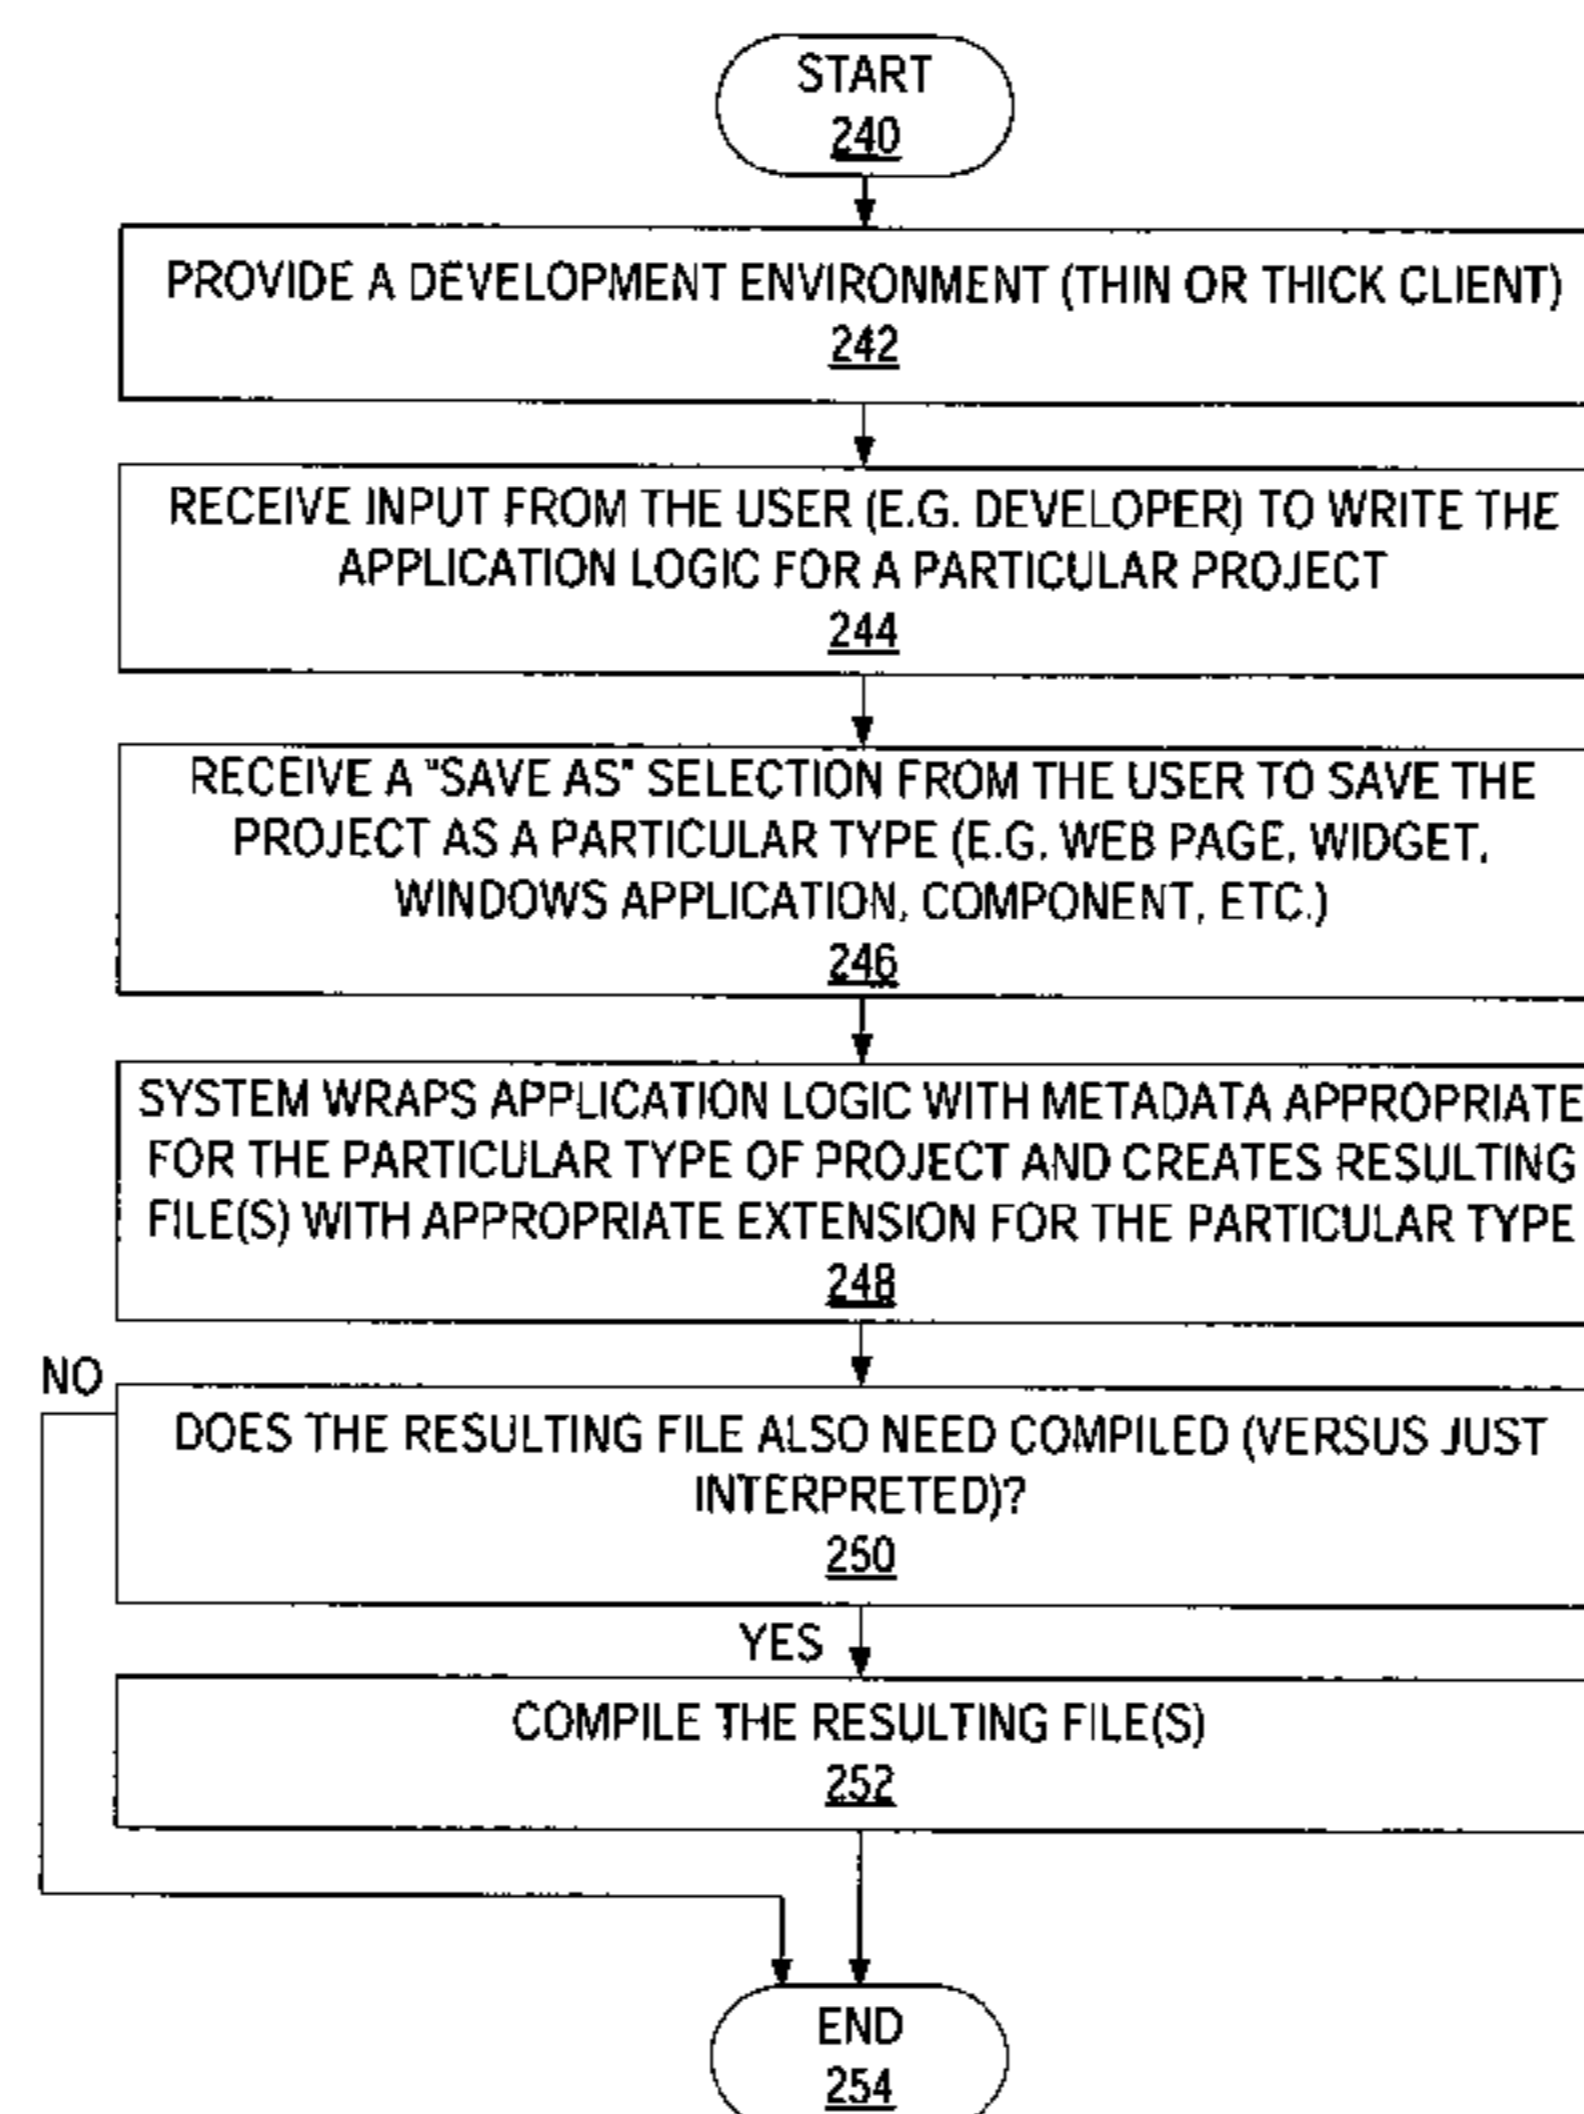 START
240
PROVIDE A DEVELOPMENT ENVIRONMENT (THIN OR THICK CLIENT)
242
RECEIVE INPUT FROM THE USER (E.G. DEVELOPER) TO WRITE THE
APPLICATION LOGIC FOR A PARTICULAR PROJECT
244
RECEIVE A "SAVE AS" SELECTION FROM THE USER TO SAVE THE
PROJECT AS A PARTICULAR TYPE (E.G. WEB PAGE, WIDGET,
WINDOWS APPLICATION, COMPONENT, ETC.)
246
SYSTEM WRAPS APPLICATION LOGIC WITH METADATA APPROPRIATE
FOR THE PARTICULAR TYPE OF PROJECT AND CREATES RESULTING
FILE(S) WITH APPROPRIATE EXTENSION FOR THE PARTICULAR TYPE
248
NO
DOES THE RESULTING FILE ALSO NEED COMPILED (VERSUS JUST
INTERPRETED)?
250
YES
COMPILE THE RESULTING FILE(S)
252
END
254